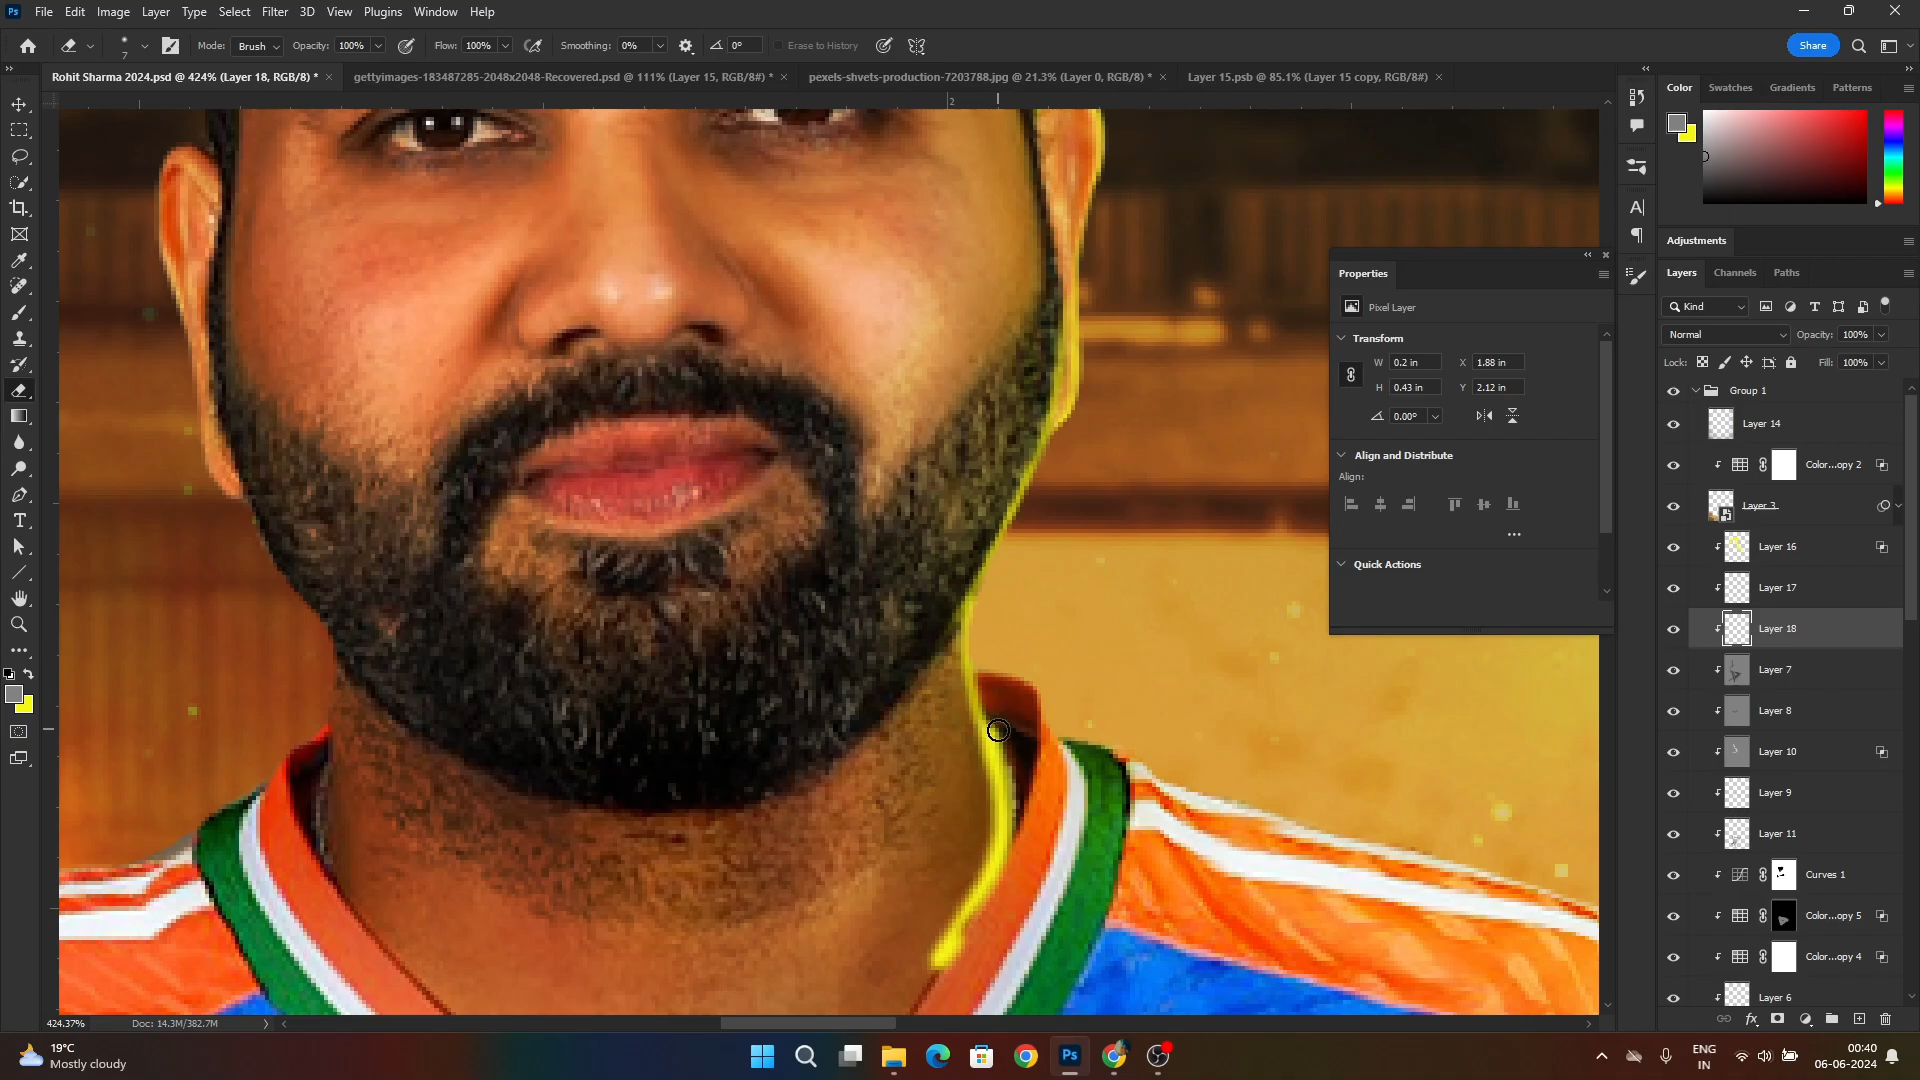 Ps File Edit Image Layer Type Select Filter 3D View Plugins Window Help
7 Mode: Brush Opacity: 100% Flow: 100% Smoothing: 0% 0° Erase to History Share
Rohit Sharma 2024.psd @ 424% (Layer 18, RGB/8) * × gettyimages-183487285-2048x2048-Recovered.psd @ 111% (Layer 15, RGB/8#) * × pexels-shvets-production-7203788.jpg @ 21.3% (Layer 0, RGB/8) * × Layer 15.psb @ 85.1% (Layer 15 copy, RGB/8#) ×
2
Color Swatches Gradients Patterns
Adjustments
Layers Channels Paths
Kind
Normal Opacity: 100%
Lock: Fill: 100%
Group 1
Layer 14
Color...opy 2
Layer 3
Layer 16
Layer 17
Layer 18
Layer 7
Layer 8
Layer 10
Layer 9
Layer 11
Curves 1
Color...opy 5
Color...opy 4
Layer 6
Properties
Pixel Layer
Transform
W 0.2 in X 1.88 in
H 0.43 in Y 2.12 in
0.00°
Align and Distribute
Align:
Quick Actions
424.37% Doc: 14.3M/382.7M
19°C
Mostly cloudy
ENG
IN
00:40
06-06-2024